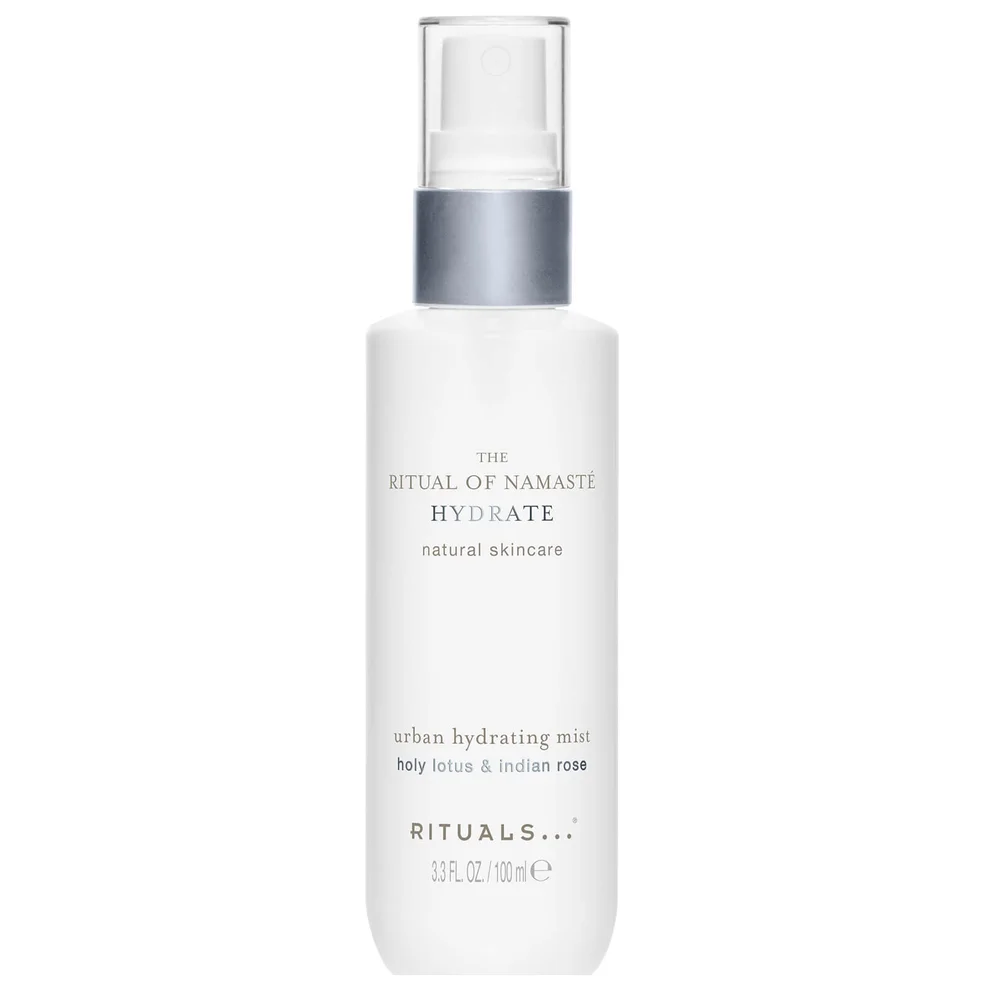 THE
RITUAL OF NAMASTÉ
HYDRATE
natural skincare
urban hydrating mist
holy lotus & indian rose
RITUALS...®
3.3 FL. OZ. / 100 ml ℮